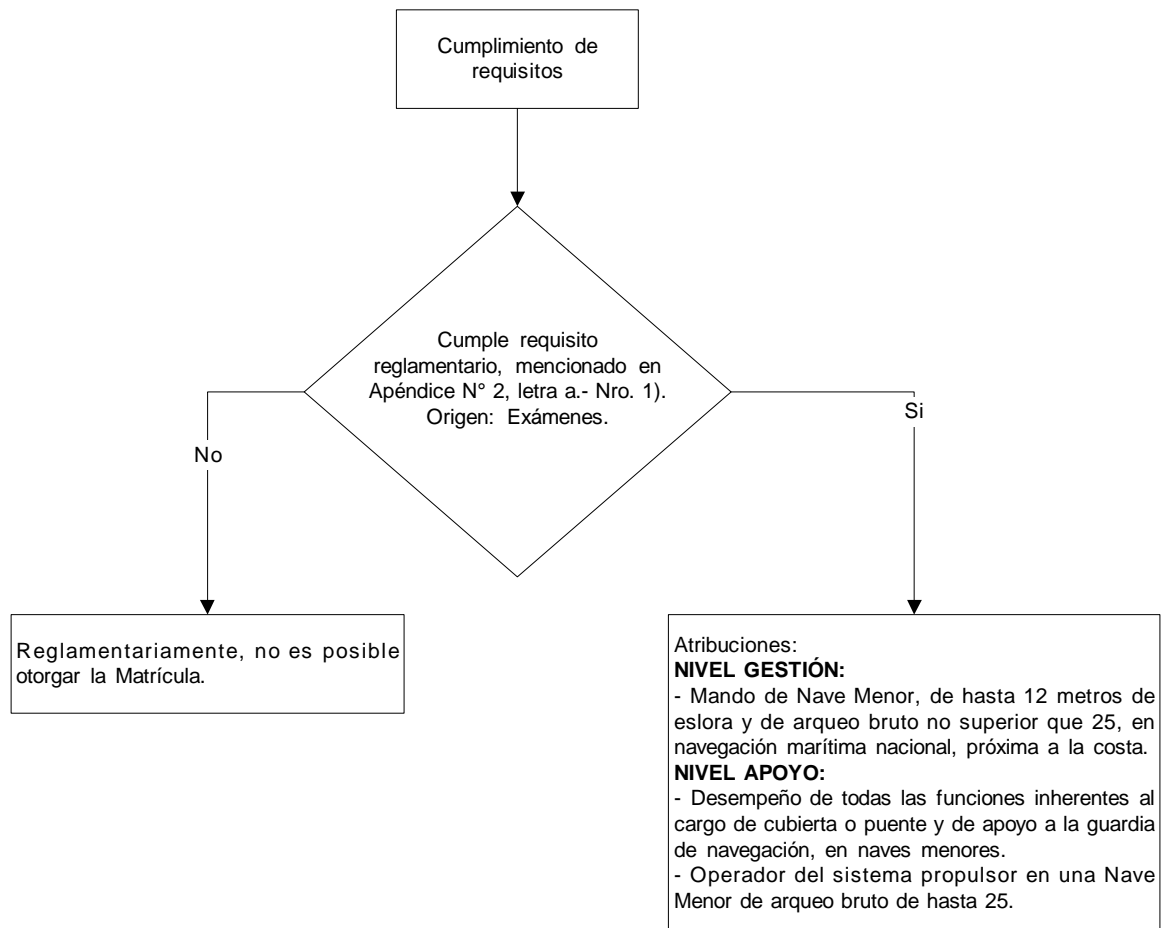 Cumplimiento de
requisitos
Cumple requisito
reglamentario, mencionado en
Apéndice N° 2, letra a.- Nro. 1).
Origen: Exámenes.
No
Si
Reglamentariamente, no es posible
otorgar la Matrícula.
Atribuciones:
NIVEL GESTIÓN:
- Mando de Nave Menor, de hasta 12 metros de
eslora y de arqueo bruto no superior que 25, en
navegación marítima nacional, próxima a la costa.
NIVEL APOYO:
- Desempeño de todas las funciones inherentes al
cargo de cubierta o puente y de apoyo a la guardia
de navegación, en naves menores.
- Operador del sistema propulsor en una Nave
Menor de arqueo bruto de hasta 25.